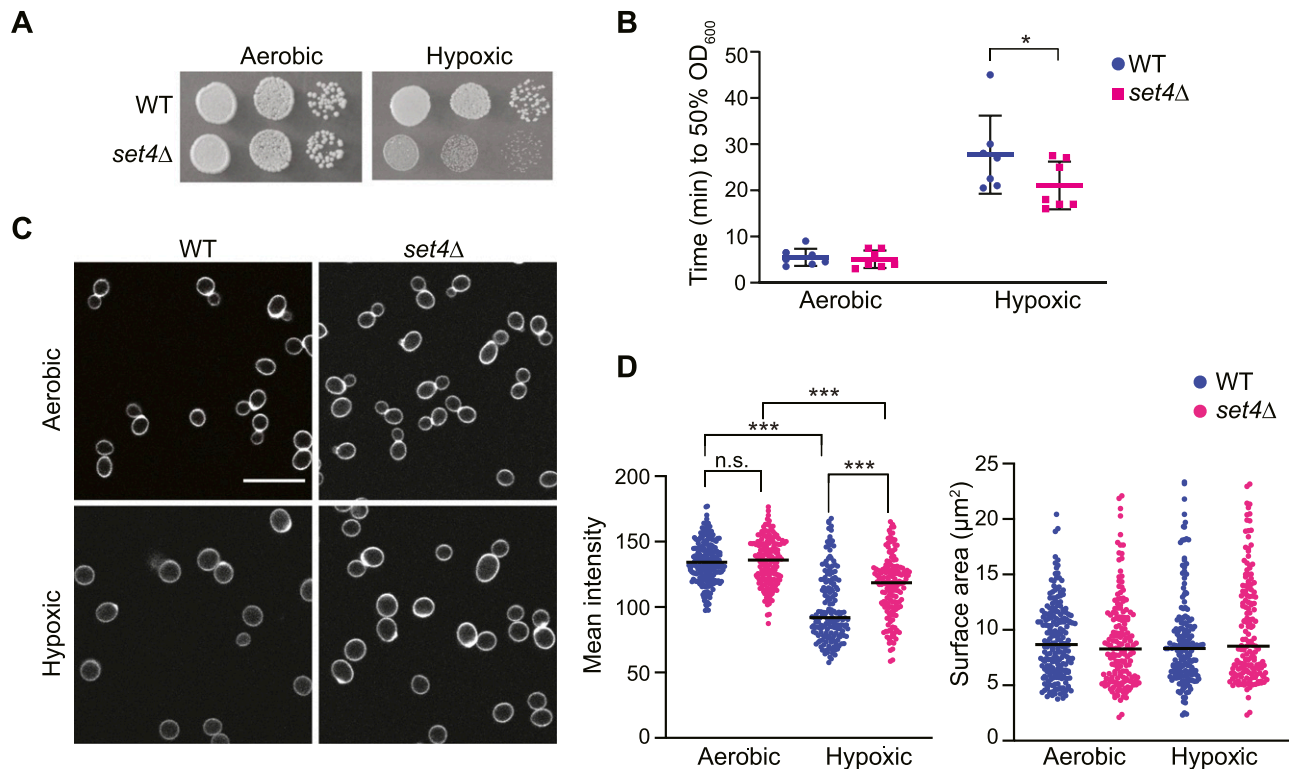 A
Aerobic
Hypoxic
WT
set4Δ
B
Time (min) to 50% OD600
50
40
30
20
10
0
*
WT
set4Δ
Aerobic
Hypoxic
C
WT
set4Δ
Aerobic
Hypoxic
D
WT
set4Δ
Mean intensity
200
150
100
50
0
n.s.
***
***
***
Aerobic
Hypoxic
Surface area (μm²)
25
20
15
10
5
0
Aerobic
Hypoxic